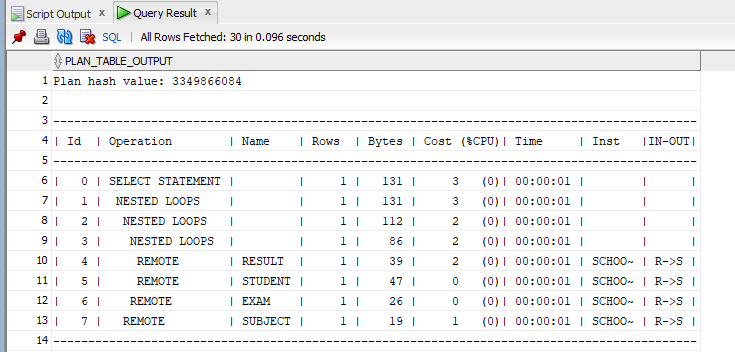 Script Output x Query Result x
SQL | All Rows Fetched: 30 in 0.096 seconds
PLAN_TABLE_OUTPUT
1 Plan hash value: 3349866084
2
3 ------------------------------------------------------------------------------------------------
4 | Id  | Operation       | Name    | Rows  | Bytes | Cost (%CPU)| Time     | Inst   |IN-OUT|
5 ------------------------------------------------------------------------------------------------
6 |   0 | SELECT STATEMENT |         |     1 |   131 |     3   (0)| 00:00:01 |        |      |
7 |   1 |  NESTED LOOPS    |         |     1 |   131 |     3   (0)| 00:00:01 |        |      |
8 |   2 |   NESTED LOOPS   |         |     1 |   112 |     2   (0)| 00:00:01 |        |      |
9 |   3 |    NESTED LOOPS  |         |     1 |    86 |     2   (0)| 00:00:01 |        |      |
10 |   4 |     REMOTE       | RESULT  |     1 |    39 |     2   (0)| 00:00:01 | SCHOO~ | R->S |
11 |   5 |     REMOTE       | STUDENT |     1 |    47 |     0   (0)| 00:00:01 | SCHOO~ | R->S |
12 |   6 |    REMOTE        | EXAM    |     1 |    26 |     0   (0)| 00:00:01 | SCHOO~ | R->S |
13 |   7 |   REMOTE         | SUBJECT |     1 |    19 |     1   (0)| 00:00:01 | SCHOO~ | R->S |
14 ------------------------------------------------------------------------------------------------